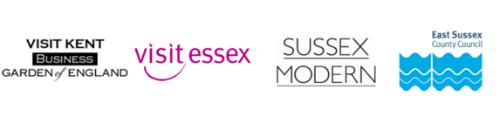 VISIT KENT
BUSINESS
GARDEN of ENGLAND
visit essex
SUSSEX
MODERN
East Sussex
County Council